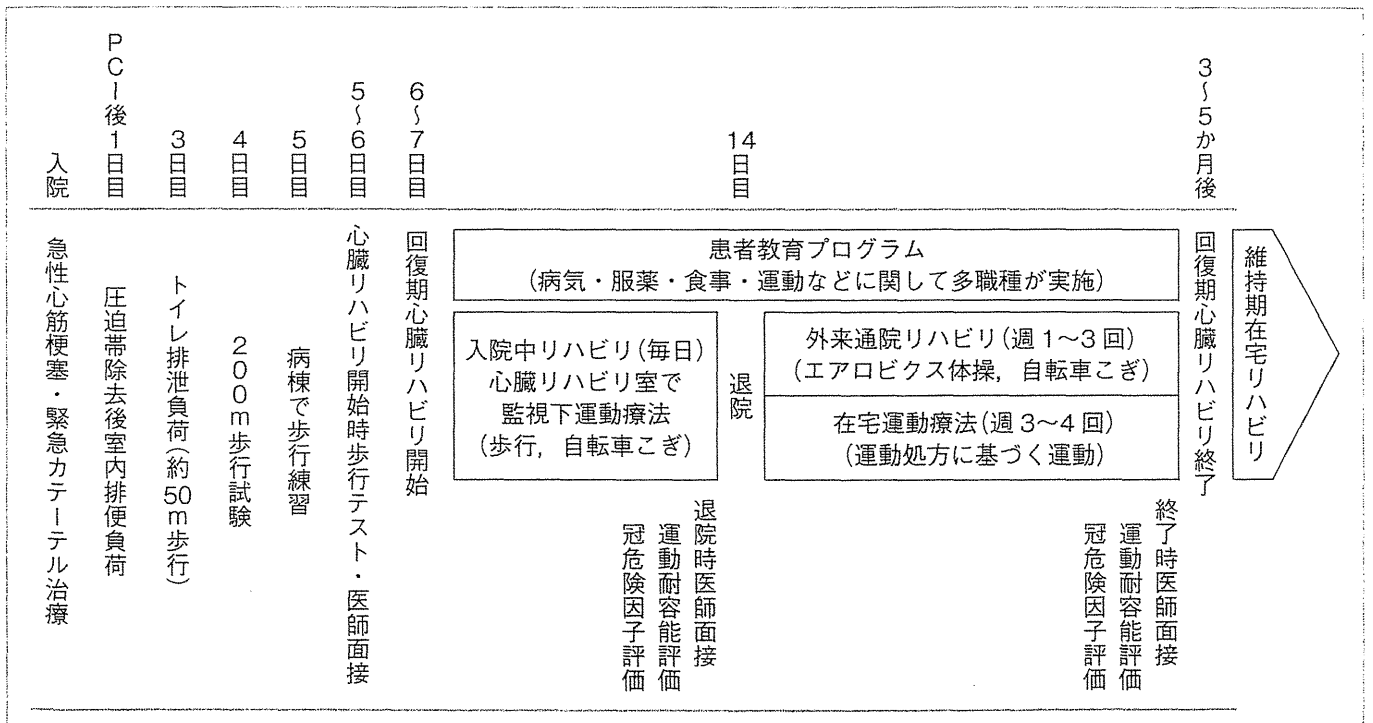 入院
PCI後1日目
3日目
4日目
5日目
5〜6日目
6〜7日目
14日目
3〜5か月後
急性心筋梗塞・緊急カテーテル治療
圧迫帯除去後室内排便負荷
トイレ排泄負荷(約50m歩行)
200m歩行試験
病棟で歩行練習
心臓リハビリ開始時歩行テスト・医師面接
回復期心臓リハビリ開始
患者教育プログラム
(病気・服薬・食事・運動などに関して多職種が実施)
入院中リハビリ(毎日)
心臓リハビリ室で
監視下運動療法
(歩行,自転車こぎ)
退院時医師面接
運動耐容能評価
冠危険因子評価
退院
外来通院リハビリ(週1〜3回)
(エアロビクス体操,自転車こぎ)
在宅運動療法(週3〜4回)
(運動処方に基づく運動)
終了時医師面接
運動耐容能評価
冠危険因子評価
回復期心臓リハビリ終了
維持期在宅リハビリ